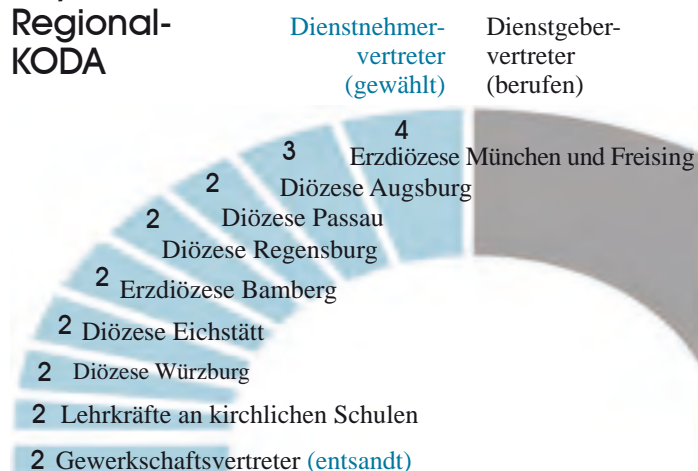 Regional-
KODA
Dienstnehmer-
vertreter
(gewählt)
Dienstgeber-
vertreter
(berufen)
4 Erzdiözese München und Freising
3 Diözese Augsburg
2 Diözese Passau
2 Diözese Regensburg
2 Erzdiözese Bamberg
2 Diözese Eichstätt
2 Diözese Würzburg
2 Lehrkräfte an kirchlichen Schulen
2 Gewerkschaftsvertreter (entsandt)